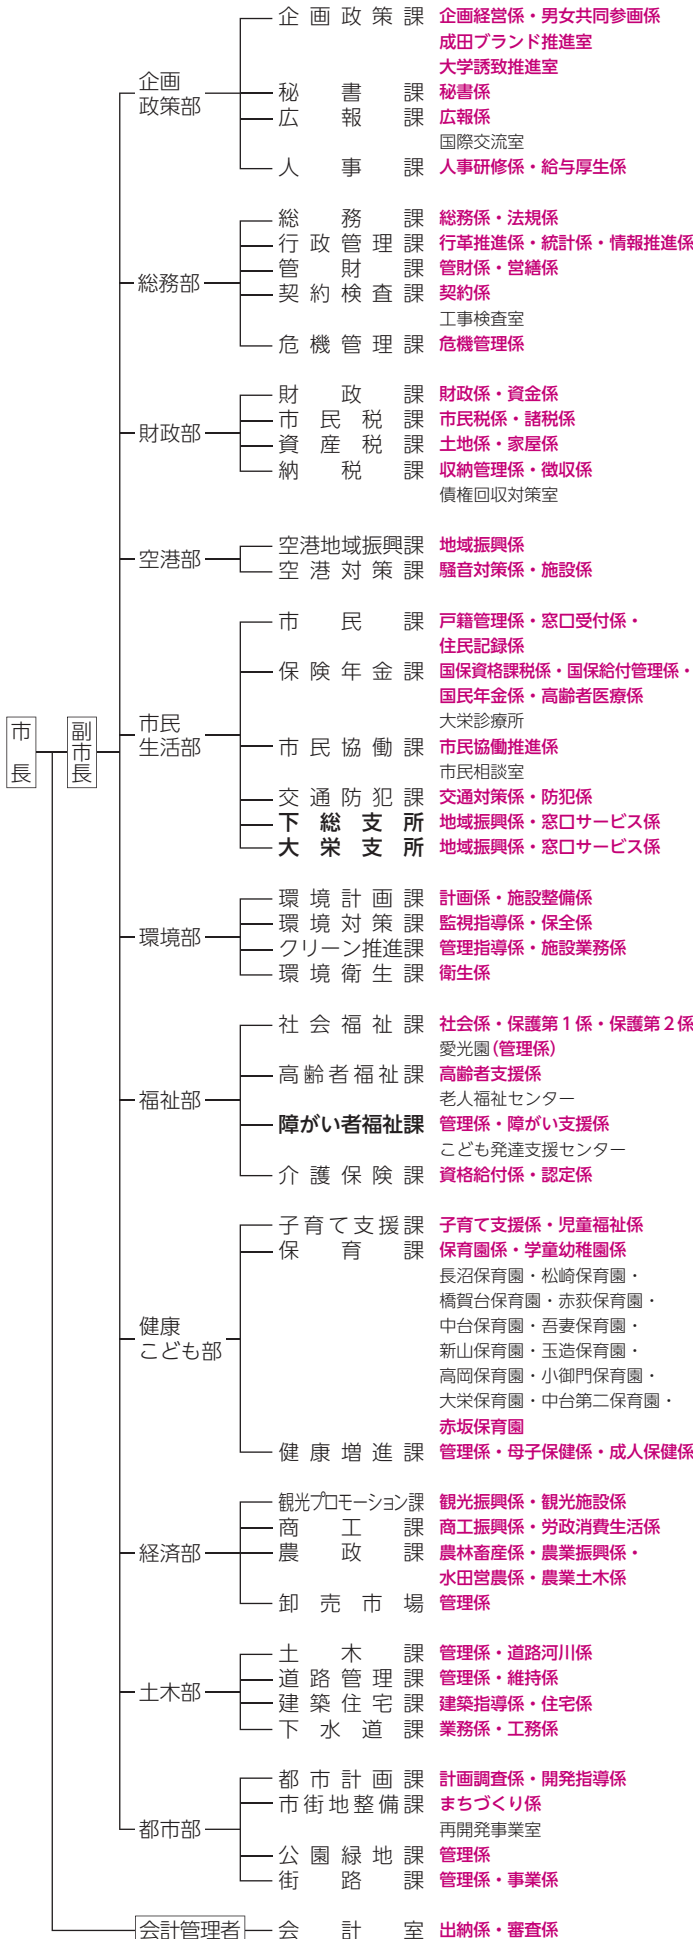 市長
副市長
企画政策部
企画政策課 企画経営係・男女共同参画係
成田ブランド推進室
大学誘致推進室
秘書課 秘書係
広報課 広報係
国際交流室
人事課 人事研修係・給与厚生係
総務部
総務課 総務係・法規係
行政管理課 行革推進係・統計係・情報推進係
管財課 管財係・営繕係
契約検査課 契約係
工事検査室
危機管理課 危機管理係
財政部
財政課 財政係・資金係
市民税課 市民税係・諸税係
資産税課 土地係・家屋係
納税課 収納管理係・徴収係
債権回収対策室
空港部
空港地域振興課 地域振興係
空港対策課 騒音対策係・施設係
市民生活部
市民課 戸籍管理係・窓口受付係・
住民記録係
保険年金課 国保資格課税係・国保給付管理係・
国民年金係・高齢者医療係
大栄診療所
市民協働課 市民協働推進係
市民相談室
交通防犯課 交通対策係・防犯係
下総支所 地域振興係・窓口サービス係
大栄支所 地域振興係・窓口サービス係
環境部
環境計画課 計画係・施設整備係
環境対策課 監視指導係・保全係
クリーン推進課 管理指導係・施設業務係
環境衛生課 衛生係
福祉部
社会福祉課 社会係・保護第1係・保護第2係
愛光園(管理係)
高齢者福祉課 高齢者支援係
老人福祉センター
障がい者福祉課 管理係・障がい支援係
こども発達支援センター
介護保険課 資格給付係・認定係
健康こども部
子育て支援課 子育て支援係・児童福祉係
保育課 保育園係・学童幼稚園係
長沼保育園・松崎保育園・
橋賀台保育園・赤荻保育園・
中台保育園・吾妻保育園・
新山保育園・玉造保育園・
高岡保育園・小御門保育園・
大栄保育園・中台第二保育園・
赤坂保育園
健康増進課 管理係・母子保健係・成人保健係
経済部
観光プロモーション課 観光振興係・観光施設係
商工課 商工振興係・労政消費生活係
農政課 農林畜産係・農業振興係・
水田営農係・農業土木係
卸売市場 管理係
土木部
土木課 管理係・道路河川係
道路管理課 管理係・維持係
建築住宅課 建築指導係・住宅係
下水道課 業務係・工務係
都市部
都市計画課 計画調査係・開発指導係
市街地整備課 まちづくり係
再開発事業室
公園緑地課 管理係
街路課 管理係・事業係
会計管理者
会計室 出納係・審査係